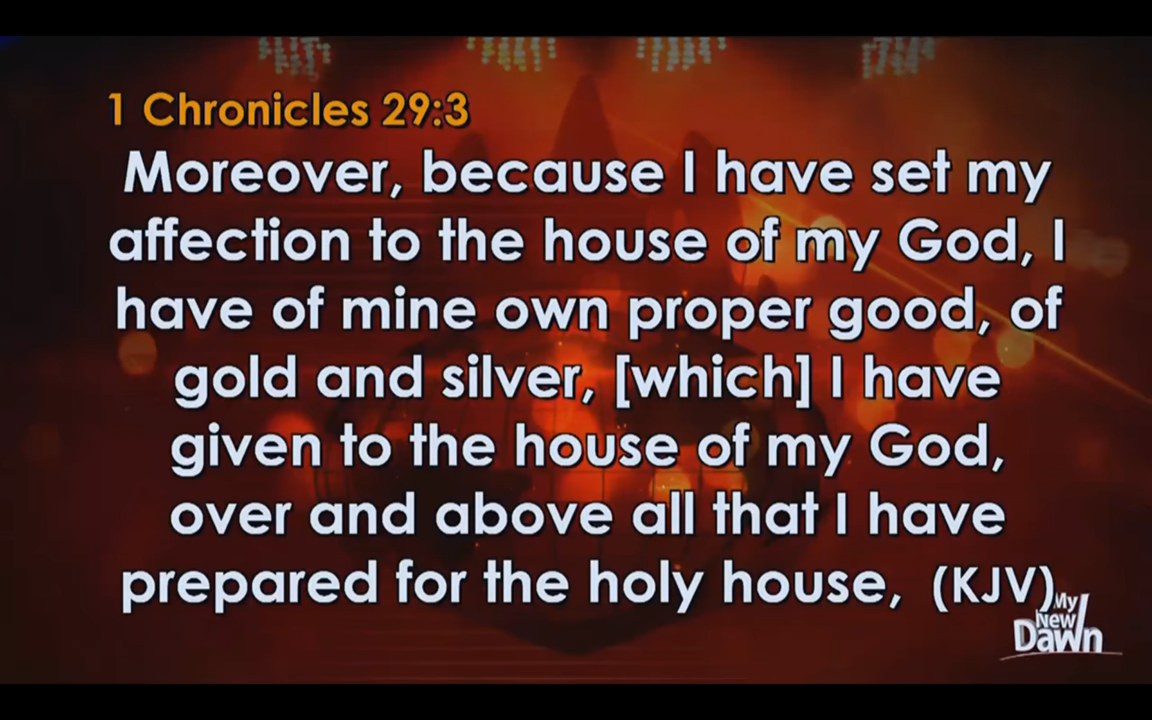 1 Chronicles 29:3
Moreover, because I have set my
affection to the house of my God, I
have of mine own proper good, of
gold and silver, [which] I have
given to the house of my God,
over and above all that I have
prepared for the holy house, (KJV)
My
New
Dawn